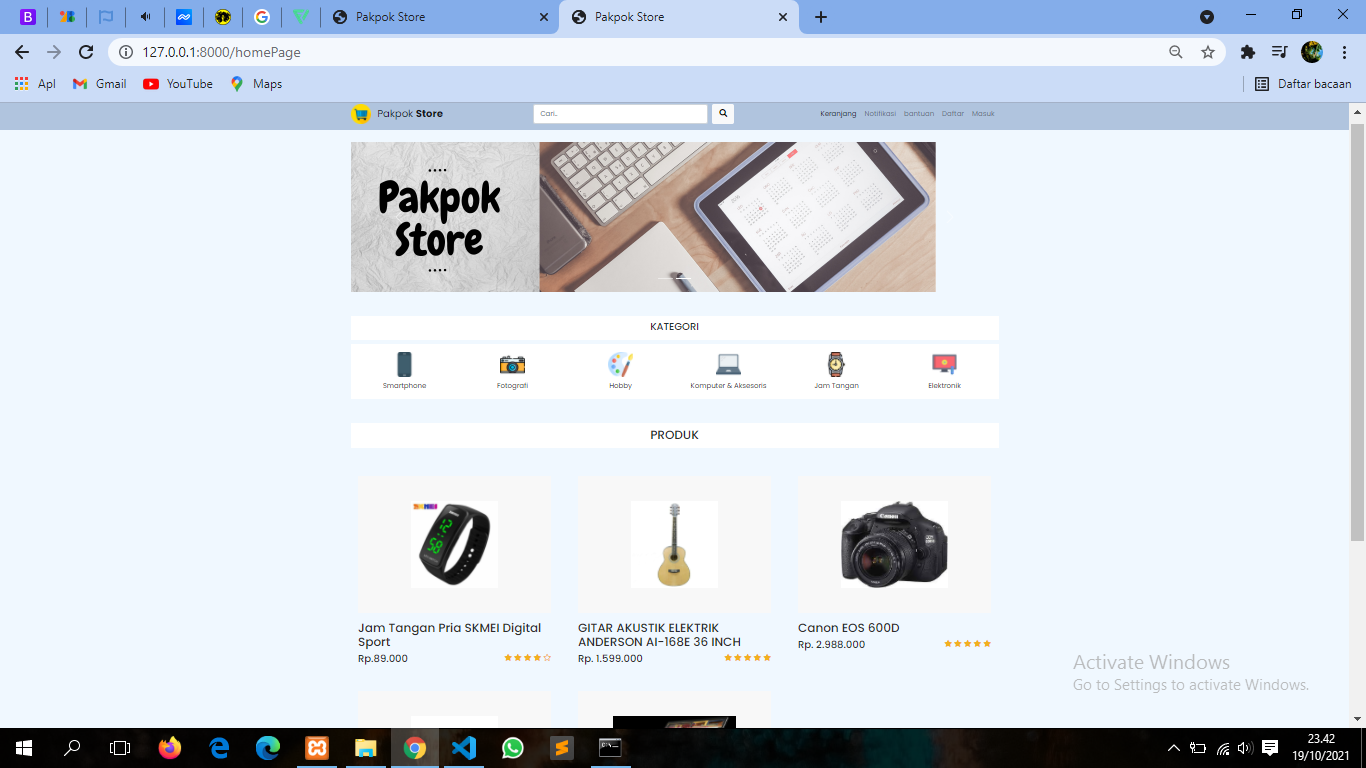 Pakpok Store
Pakpok Store
127.0.0.1:8000/homePage
Apl
Gmail
YouTube
Maps
Daftar bacaan
Pakpok Store
Cari..
Keranjang
Notifikasi
bantuan
Daftar
Masuk
Pakpok
Store
KATEGORI
Smartphone
Fotografi
Hobby
Komputer & Aksesoris
Jam Tangan
Elektronik
PRODUK
Canon
Jam Tangan Pria SKMEI Digital
Sport
Rp.89.000
GITAR AKUSTIK ELEKTRIK
ANDERSON AI-168E 36 INCH
Rp. 1.599.000
Canon EOS 600D
Rp. 2.988.000
Activate Windows
Go to Settings to activate Windows.
23.42
19/10/2021